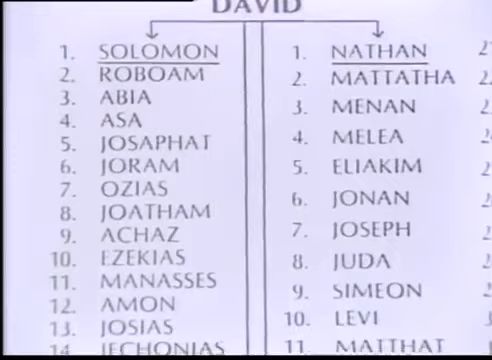 DAVID
1. SOLOMON
2. ROBOAM
3. ABIA
4. ASA
5. JOSAPHAT
6. JORAM
7. OZIAS
8. JOATHAM
9. ACHAZ
10. EZEKIAS
11. MANASSES
12. AMON
13. JOSIAS
14. JECHONIAS
1. NATHAN
2. MATTATHA
3. MENAN
4. MELEA
5. ELIAKIM
6. JONAN
7. JOSEPH
8. JUDA
9. SIMEON
10. LEVI
11. MATTHAT